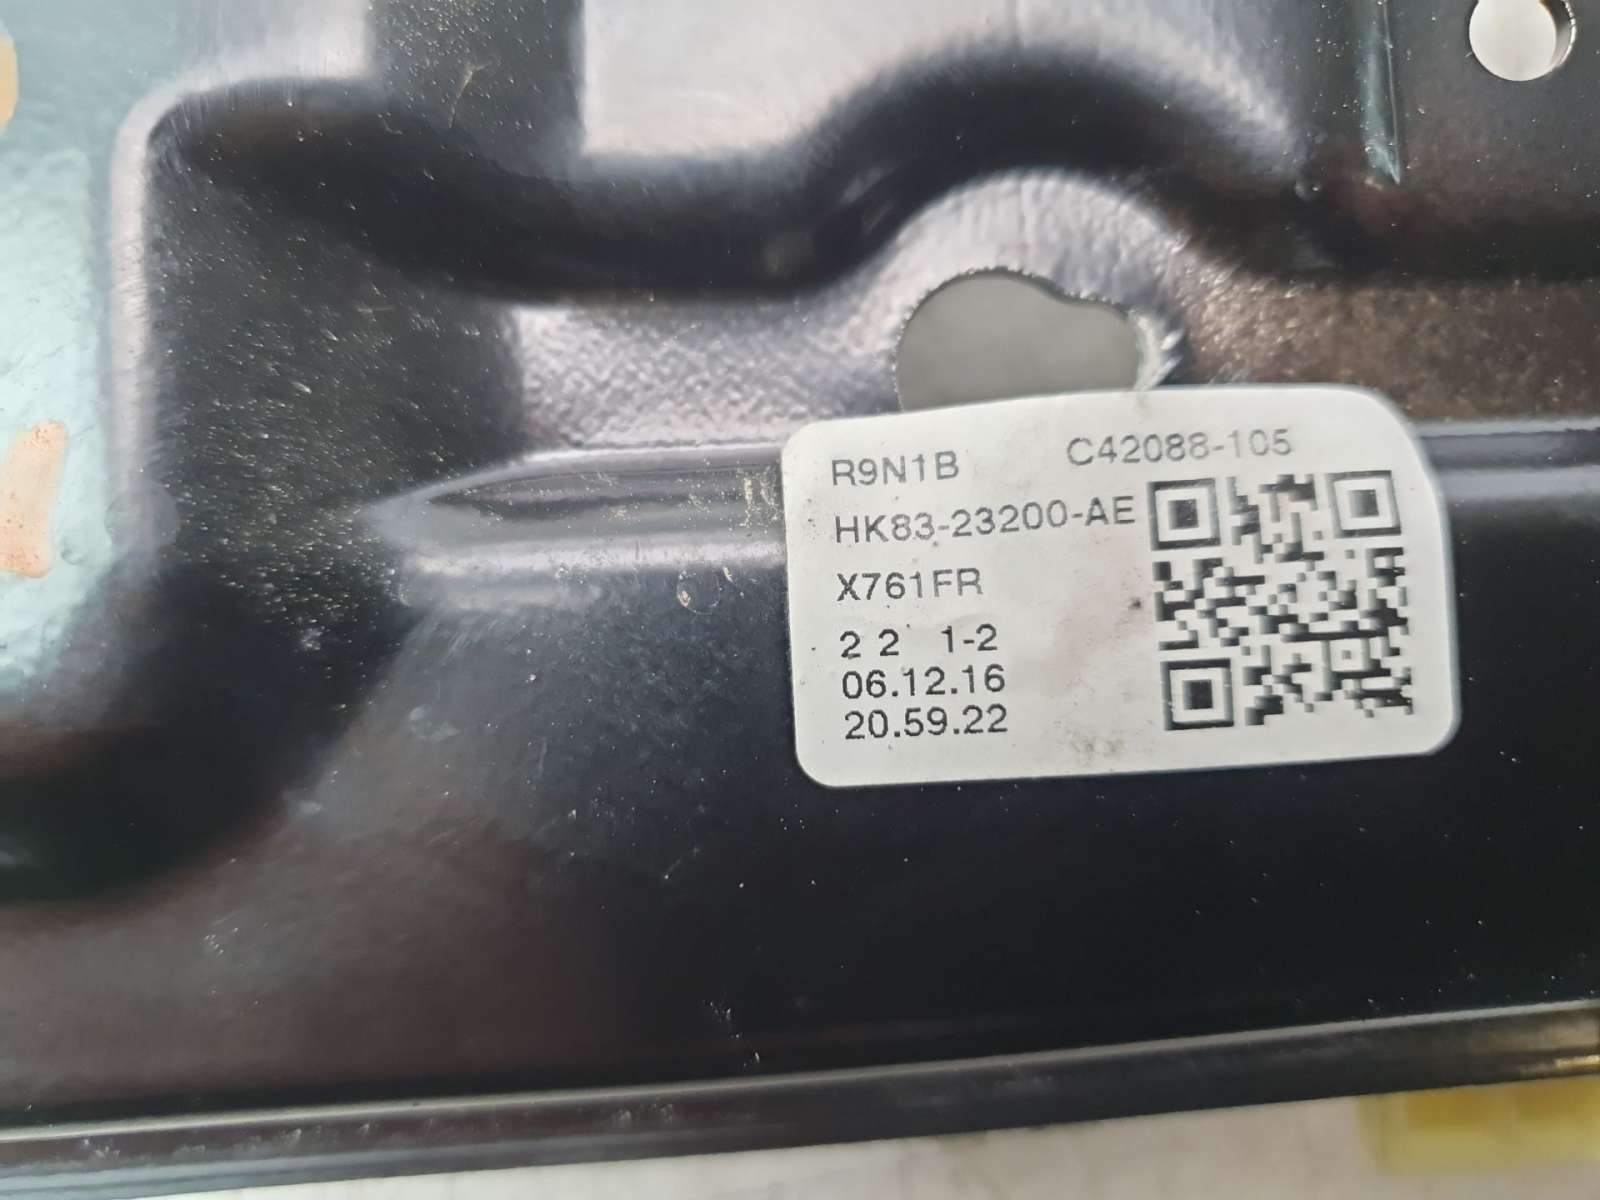 R9N1B C42088-105
HK83-23200-AE
X761FR
2 2 1-2
06.12.16
20.59.22